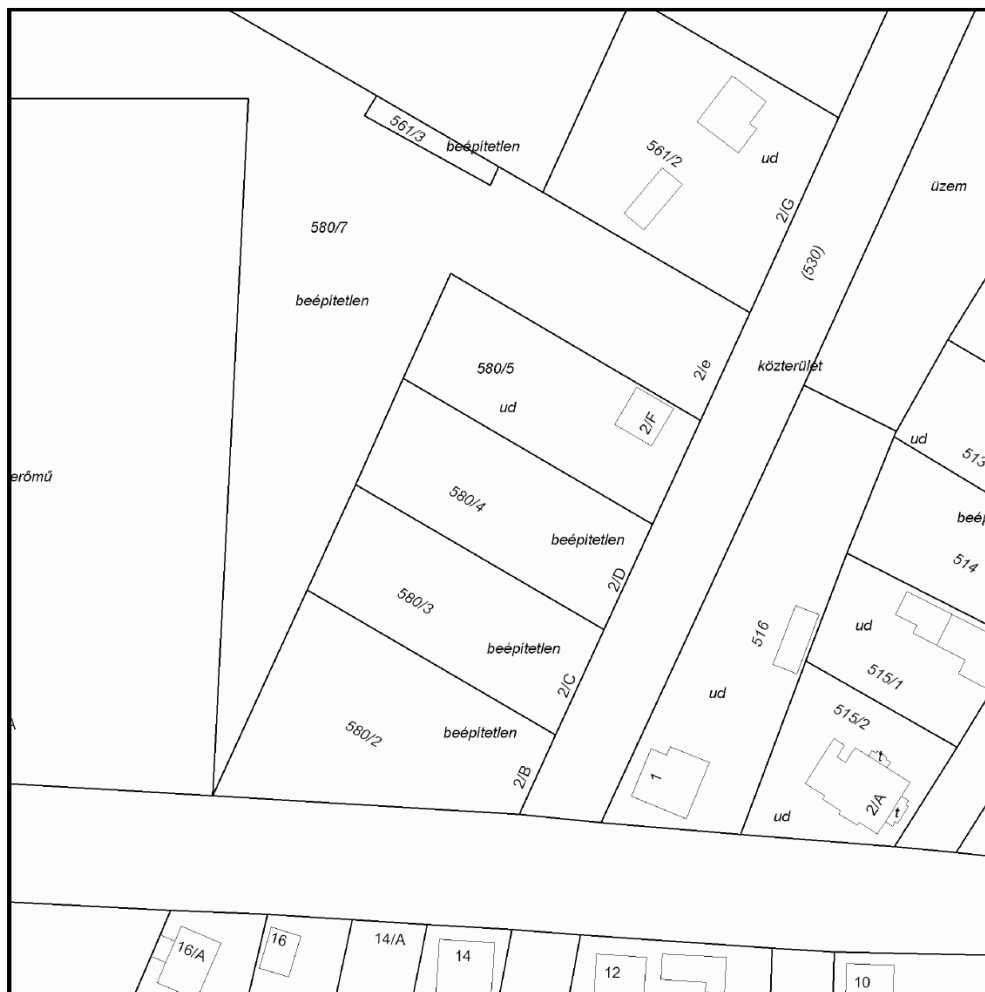 561/3
beépítetlen
561/2
ud
üzem
2/G
580/7
(530)
beépítetlen
580/5
2/e
közterület
ud
2/F
ud
513
erőmű
580/4
beépítetlen
beép
514
2/D
580/3
beépítetlen
516
ud
515/1
2/C
ud
580/2
beépítetlen
515/2
A
2/B
1
t
2/A
t
ud
16/A
16
14/A
14
12
10